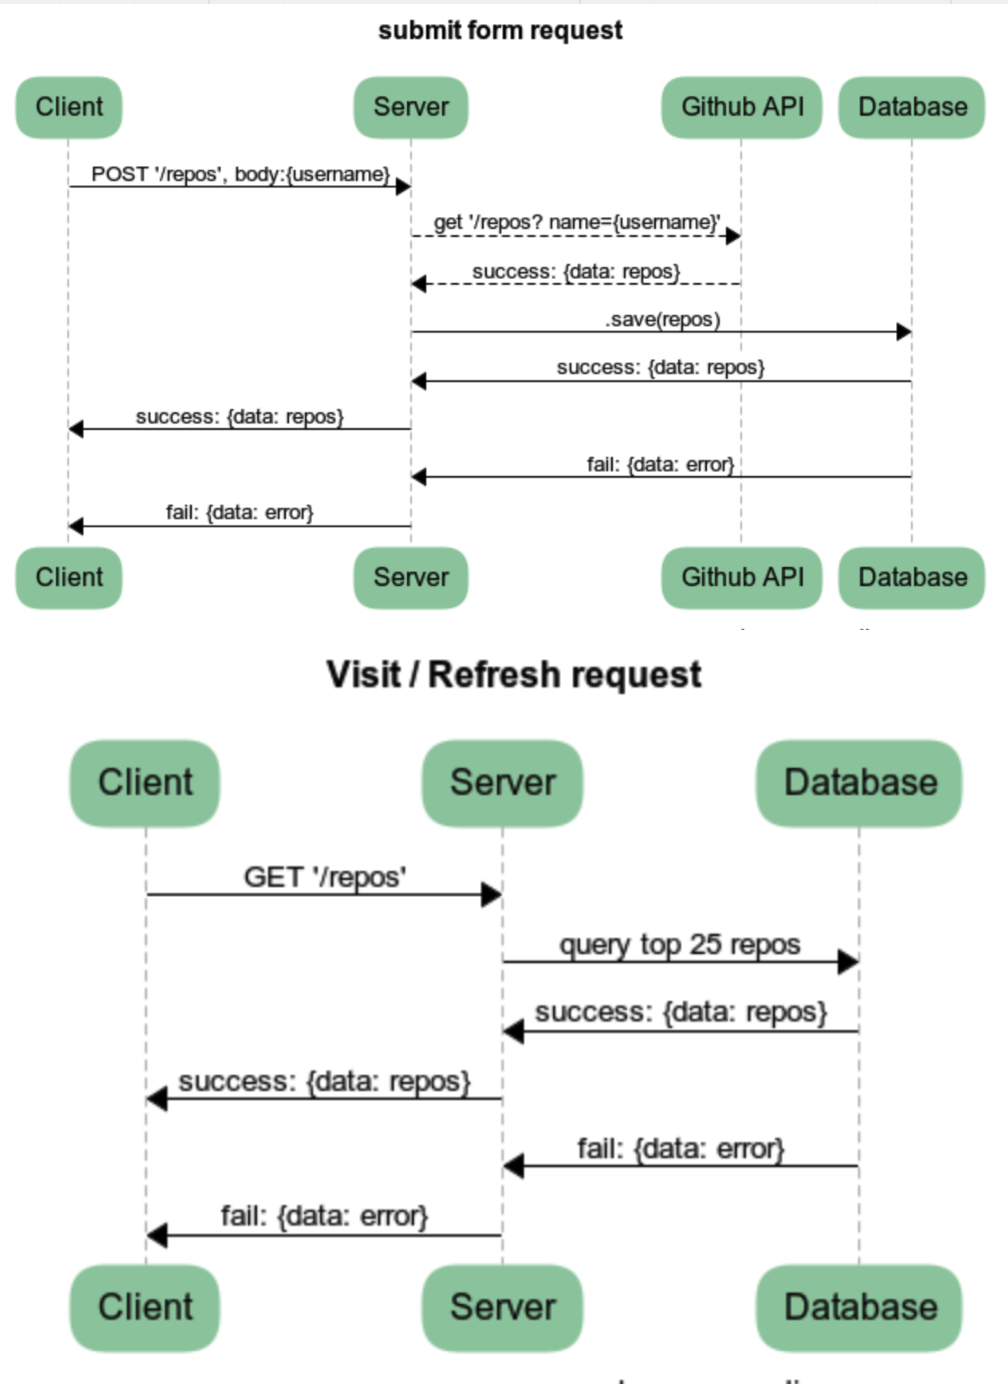 submit form request
Client Server Github API Database
POST '/repos', body:{username}
get '/repos? name={username}'
success: {data: repos}
.save(repos)
success: {data: repos}
success: {data: repos}
fail: {data: error}
fail: {data: error}
Client Server Github API Database
Visit / Refresh request
Client Server Database
GET '/repos'
query top 25 repos
success: {data: repos}
success: {data: repos}
fail: {data: error}
fail: {data: error}
Client Server Database